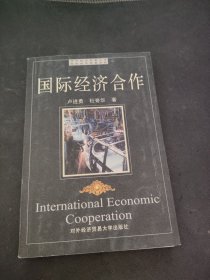 国际经济合作
卢进勇 杜奇华 著
International Economic
Cooperation
对外经济贸易大学出版社